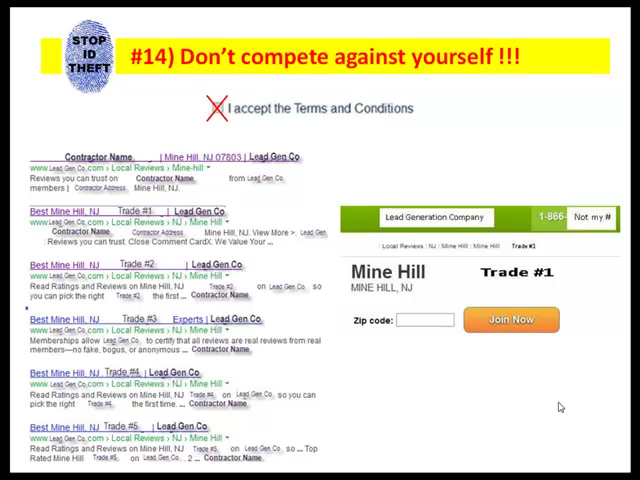 STOP
ID
THEFT
#14) Don't compete against yourself !!!
I accept the Terms and Conditions
Contractor Name | Mine Hill, NJ 07803 | Lead Gen Co
www.Lead Gen Co.com › Local Reviews › Mine-hill
Reviews you can trust on Contractor Name from Lead Gen Co.
members | Contractor Address Mine Hill, NJ.
Best Mine Hill, NJ Trade #1 | Lead Gen Co
www.Lead Gen Co.com › Local Reviews › NJ › Mine Hill
Contractor Name Contractor Address Mine Hill, NJ. View More >. Lead Gen
: Reviews you can trust. Close Comment CardX. We Value Your ...
Best Mine Hill, NJ Trade #2 | Lead Gen Co
www.Lead Gen Co.com › Local Reviews › NJ › Mine Hill
Read Ratings and Reviews on Mine Hill, NJ Trade #2 on Lead Gen Co. so
you can pick the right Trade #2 the first ... Contractor Name
Best Mine Hill, NJ Trade #3 Experts | Lead Gen Co
www.Lead Gen Co.com › Local Reviews › NJ › Mine Hill
Memberships allow Lead Gen Co. to certify that all reviews are real reviews from real
members—no fake, bogus, or anonymous ... Contractor Name
Best Mine Hill, NJ Trade #4 | Lead Gen Co
www.Lead Gen Co.com › Local Reviews › NJ › Mine Hill
Read Ratings and Reviews on Mine Hill, NJ Trade #4 on Lead Gen Co. so you can
pick the right Trade #4 the first time. ... Contractor Name
Best Mine Hill, NJ Trade #5 | Lead Gen Co
www.Lead Gen Co.com › Local Reviews › NJ › Mine Hill
Read Ratings and Reviews on Mine Hill, NJ Trade #5 on Lead Gen Co. so ... Top
Rated Mine Hill Trade #5 on Lead Gen Co. 2 ... Contractor Name.
Lead Generation Company 1-866- Not my #
: Local Reviews : NJ : Mine Hill : Mine Hill Trade #1
Mine Hill Trade #1
MINE HILL, NJ
Zip code: Join Now